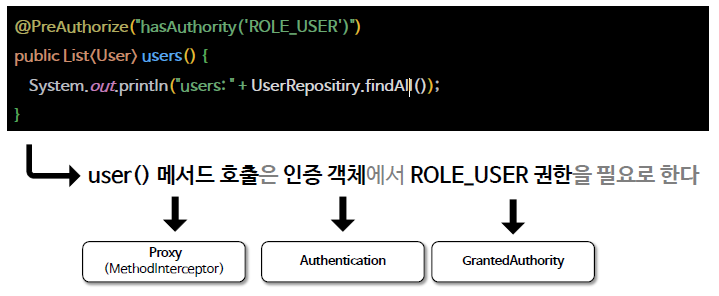 @PreAuthorize("hasAuthority('ROLE_USER')")
public List<User> users() {
System.out.println("users: " + UserRepositiry.findAll());
}
user() 메서드 호출은 인증 객체에서 ROLE_USER 권한을 필요로 한다
Proxy
(MethodInterceptor)
Authentication
GrantedAuthority